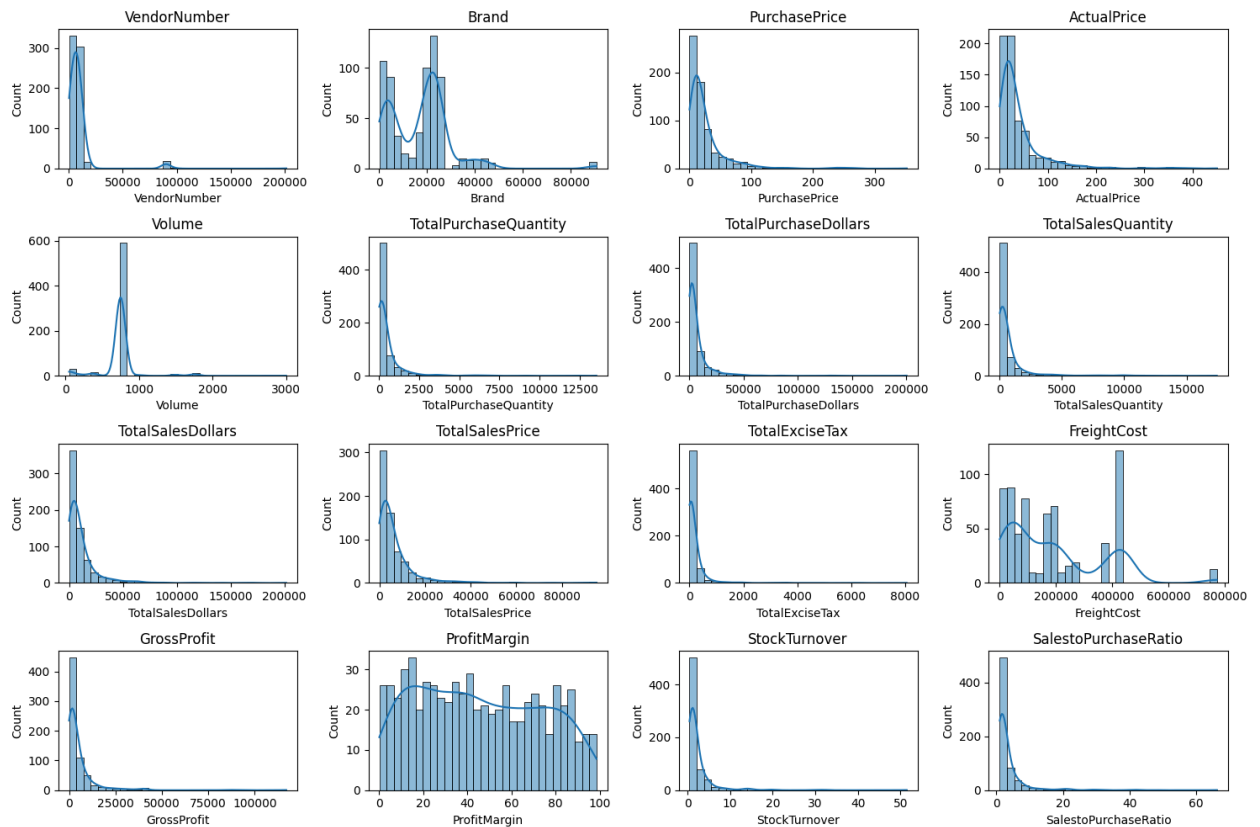 VendorNumber
Brand
PurchasePrice
ActualPrice
Count
300
200
100
0
0 50000 100000 150000 200000
VendorNumber
Count
100
50
0
0 20000 40000 60000 80000
Brand
Count
200
100
0
0 100 200 300
PurchasePrice
Count
200
150
100
50
0
0 100 200 300 400
ActualPrice
Volume
TotalPurchaseQuantity
TotalPurchaseDollars
TotalSalesQuantity
Count
600
400
200
0
0 1000 2000 3000
Volume
Count
400
200
0
0 2500 5000 7500 10000 12500
TotalPurchaseQuantity
Count
400
200
0
0 50000 100000 150000 200000
TotalPurchaseDollars
Count
400
200
0
0 5000 10000 15000
TotalSalesQuantity
TotalSalesDollars
TotalSalesPrice
TotalExciseTax
FreightCost
Count
300
200
100
0
0 50000 100000 150000 200000
TotalSalesDollars
Count
300
200
100
0
0 20000 40000 60000 80000
TotalSalesPrice
Count
400
200
0
0 2000 4000 6000 8000
TotalExciseTax
Count
100
50
0
0 200000 400000 600000 800000
FreightCost
GrossProfit
ProfitMargin
StockTurnover
SalestoPurchaseRatio
Count
400
300
200
100
0
0 25000 50000 75000 100000
GrossProfit
Count
30
20
10
0
0 20 40 60 80 100
ProfitMargin
Count
400
200
0
0 10 20 30 40 50
StockTurnover
Count
400
200
0
0 20 40 60
SalestoPurchaseRatio